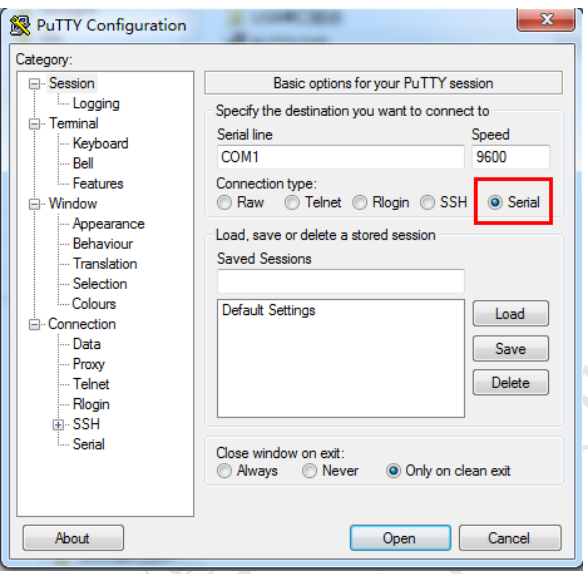 PuTTY Configuration
Category:
Session
Logging
Terminal
Keyboard
Bell
Features
Window
Appearance
Behaviour
Translation
Selection
Colours
Connection
Data
Proxy
Telnet
Rlogin
SSH
Serial
Basic options for your PuTTY session
Specify the destination you want to connect to
Serial line Speed
COM1 9600
Connection type:
Raw Telnet Rlogin SSH Serial
Load, save or delete a stored session
Saved Sessions
Default Settings
Load
Save
Delete
Close window on exit:
Always Never Only on clean exit
About Open Cancel